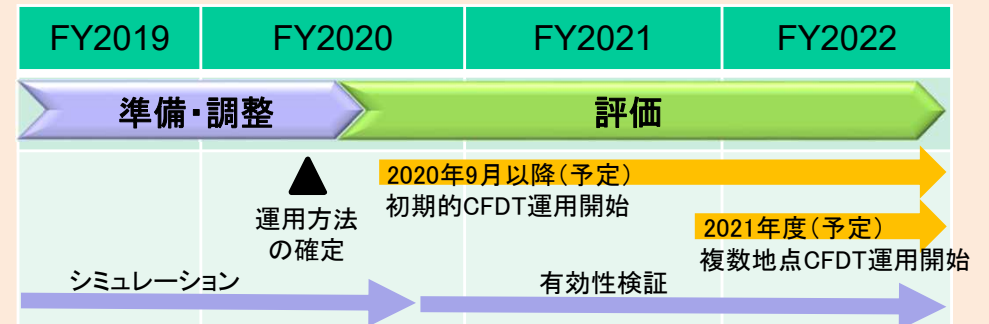 FY2019 FY2020 FY2021 FY2022
準備・調整 評価
2020年9月以降(予定)
初期的CFDT運用開始
運用方法
の確定
2021年度(予定)
複数地点CFDT運用開始
シミュレーション
有効性検証